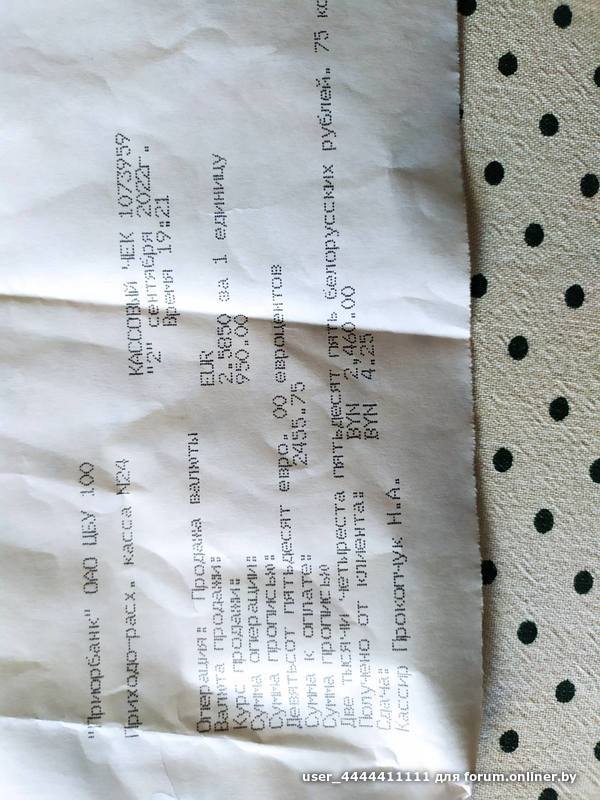 "Приорбанк" ОАО ЦБУ 100
Приходо-расх. касса N24 КАССОВЫЙ ЧЕК 1073959
"2" сентября 2022г.
Время 19:21
Операция: Продажа валюты
Валюта продажи: EUR
Курс продажи: 2.5850 за 1 единицу
Сумма операции: 950.00
Сумма прописью:
Девятьсот пятьдесят евро. 00 евроцентов
Сумма к оплате: 2455.75
Сумма прописью
Две тысячи четыреста пятьдесят пять белорусских рублей. 75 ко
Получено от клиента: BYN 2,460.00
Сдача: BYN 4.25
Кассир Прокопчук Н.А.
user_4444411111 для forum.onliner.by